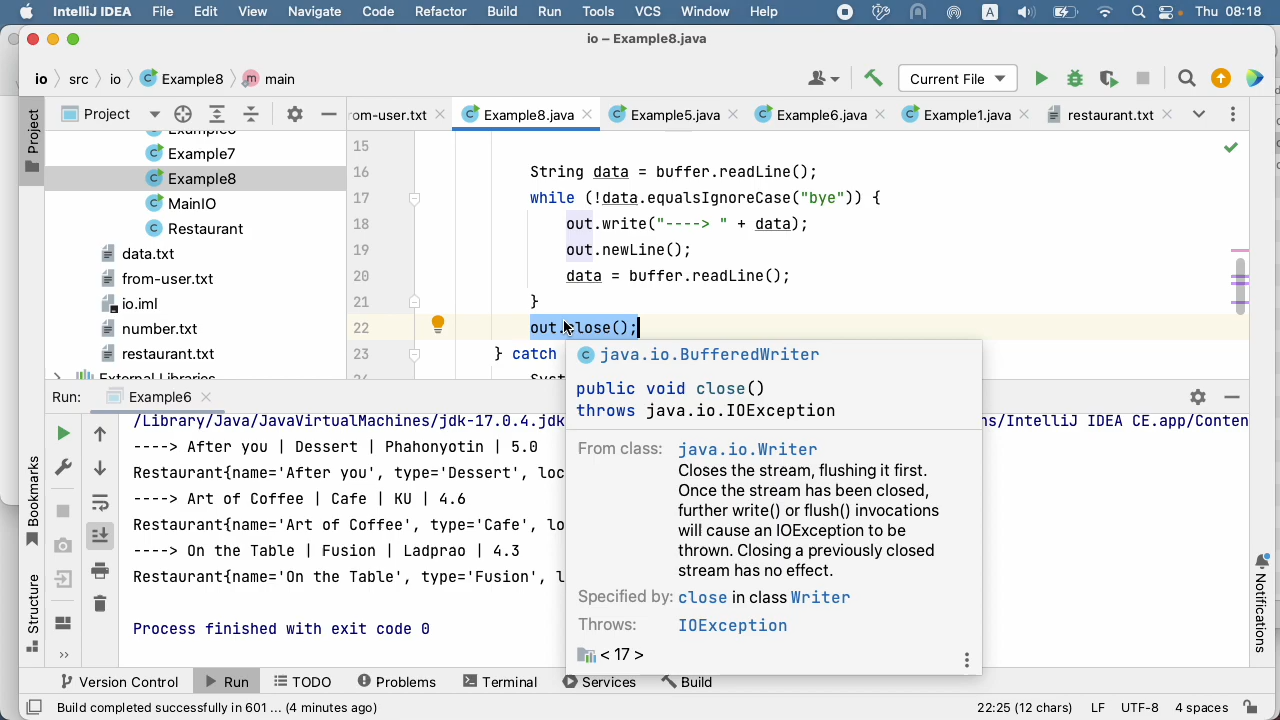 IntelliJ IDEA File Edit View Navigate Code Refactor Build Run Tools VCS Window Help A Thu 08:18
io – Example8.java
io src io Example8 main Current File
Project
Project
from-user.txt Example8.java Example5.java Example6.java Example1.java restaurant.txt
Example7
Example8
MainIO
Restaurant
data.txt
from-user.txt
io.iml
number.txt
restaurant.txt
External Libraries
15
16 String data = buffer.readLine();
17 while (!data.equalsIgnoreCase("bye")) {
18 out.write("----> " + data);
19 out.newLine();
20 data = buffer.readLine();
21 }
22 out.close();
23 } catch
24 Syst
java.io.BufferedWriter
public void close()
throws java.io.IOException
From class: java.io.Writer
Closes the stream, flushing it first.
Once the stream has been closed,
further write() or flush() invocations
will cause an IOException to be
thrown. Closing a previously closed
stream has no effect.
Specified by: close in class Writer
Throws: IOException
< 17 >
Run: Example6
/Library/Java/JavaVirtualMachines/jdk-17.0.4.jdk
ns/IntelliJ IDEA CE.app/Conten
----> After you | Dessert | Phahonyotin | 5.0
Restaurant{name='After you', type='Dessert', loc
----> Art of Coffee | Cafe | KU | 4.6
Restaurant{name='Art of Coffee', type='Cafe', lo
----> On the Table | Fusion | Ladprao | 4.3
Restaurant{name='On the Table', type='Fusion', l
Process finished with exit code 0
Bookmarks
Structure
Notifications
Version Control Run TODO Problems Terminal Services Build
Build completed successfully in 601 ... (4 minutes ago) 22:25 (12 chars) LF UTF-8 4 spaces